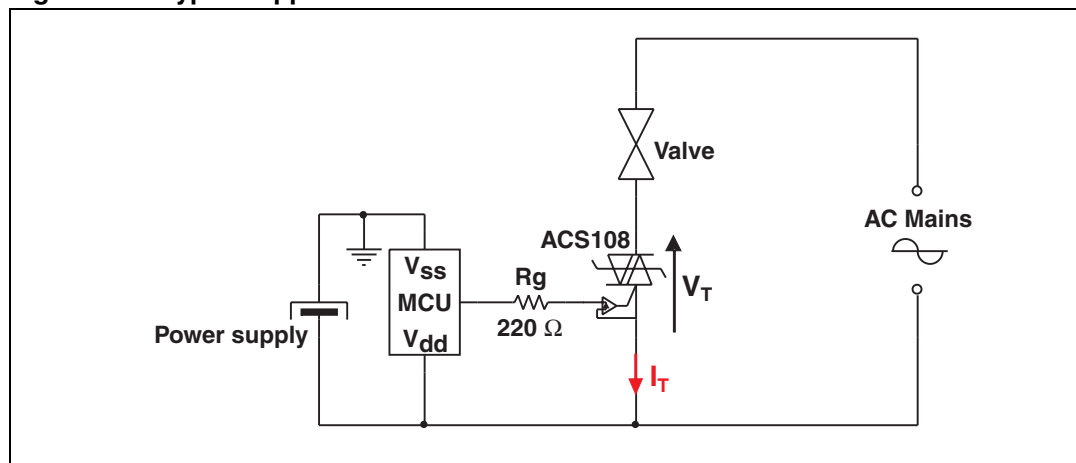 Valve
AC Mains
ACS108
VT
Vss
MCU
Vdd
Rg
220 Ω
Power supply
IT